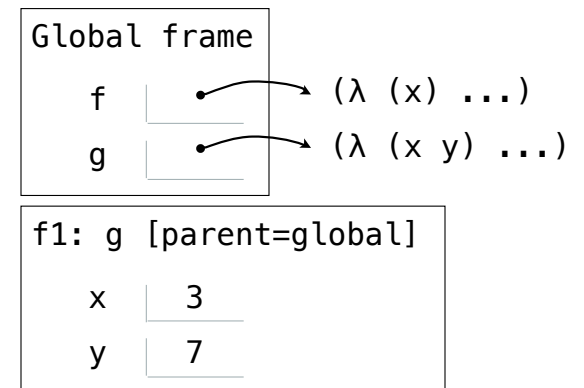 Global frame
f (λ (x) ...)
g (λ (x y) ...)
f1: g [parent=global]
x 3
y 7